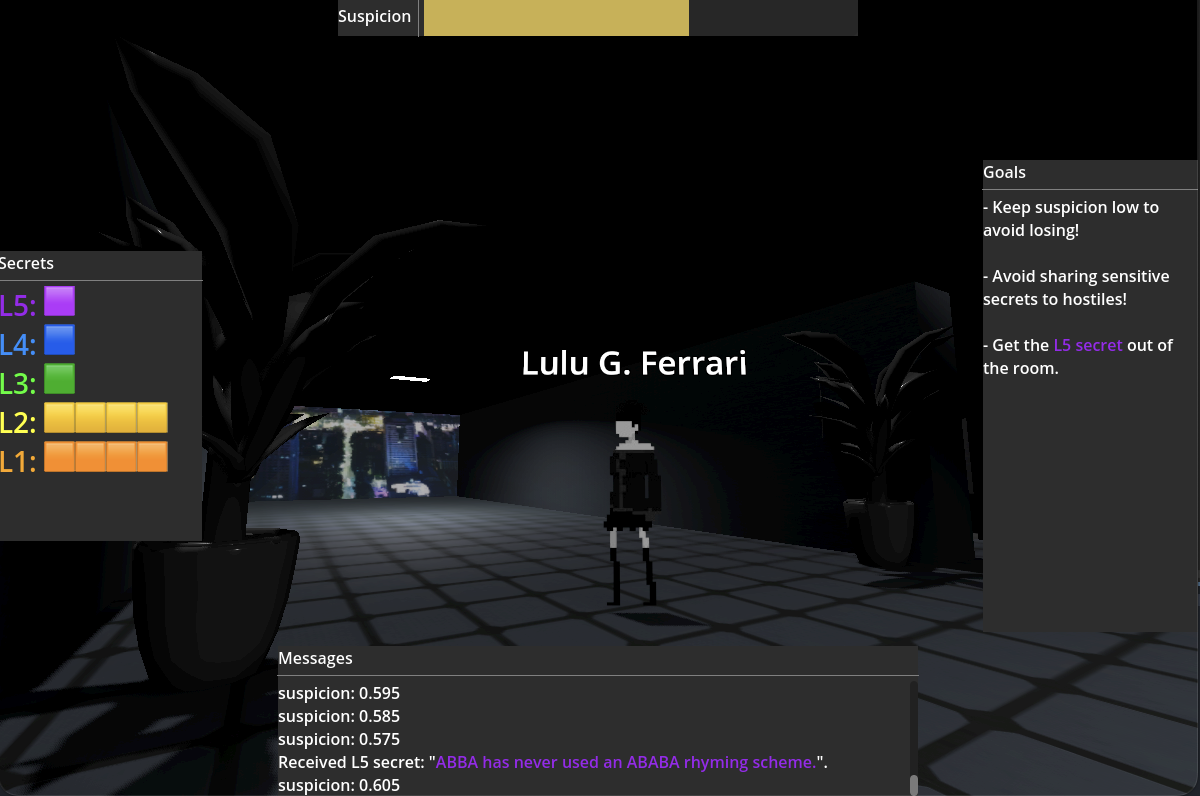 Suspicion
Goals
- Keep suspicion low to
avoid losing!
- Avoid sharing sensitive
secrets to hostiles!
- Get the L5 secret out of
the room.
Secrets
L5:
L4:
L3:
L2:
L1:
Lulu G. Ferrari
Messages
suspicion: 0.595
suspicion: 0.585
suspicion: 0.575
Received L5 secret: "ABBA has never used an ABABA rhyming scheme.".
suspicion: 0.605